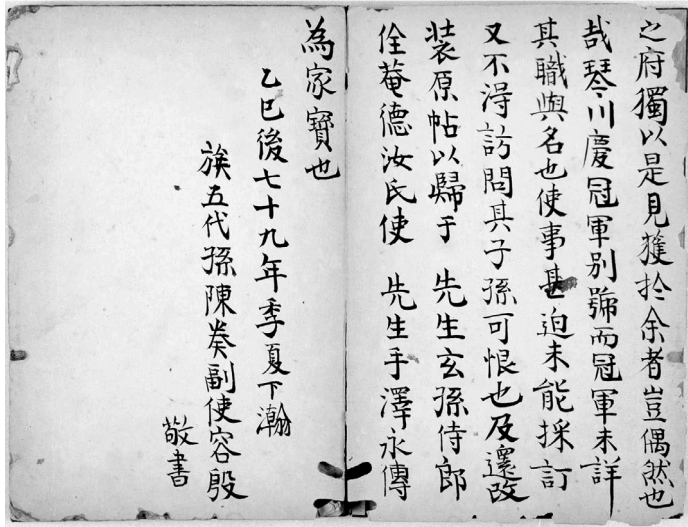 之府獨以是見獲於余者豈偶然也
哉琴川慶冠軍别號而冠軍未詳
其職與名也使事甚迫未能採訂
又不淂訪問其子孫可恨也及還改
装原帖以歸于 先生玄孫侍郎
佺菴德汝氏使 先生手澤永傳
為家寶也
乙巳後七十九年季夏下瀚
族五代孫陳奏副使容殷
敬書